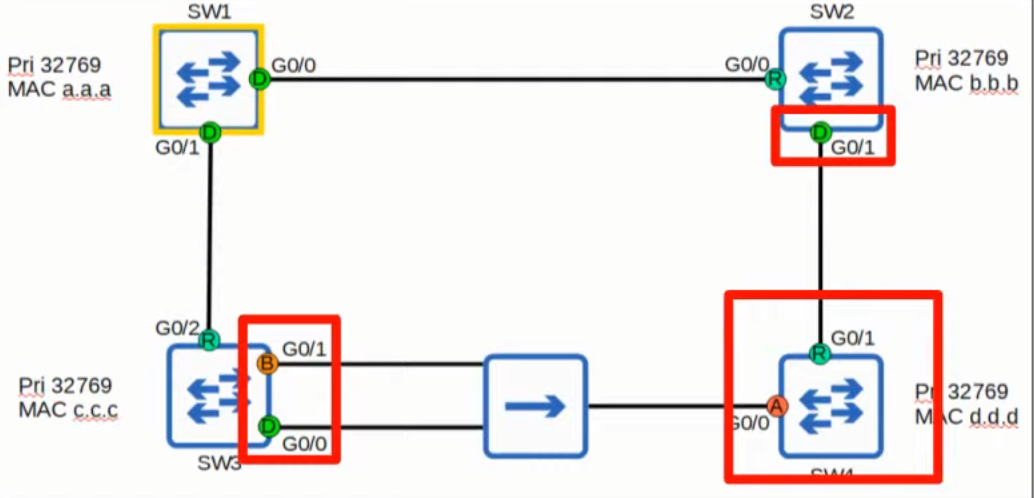 SW1
SW2
Pri 32769
MAC a.a.a
D
G0/0
G0/0
R
Pri 32769
MAC b.b.b
D
G0/1
D
G0/1
G0/2
R
G0/1
R
B
G0/1
Pri 32769
MAC c.c.c
Pri 32769
MAC d.d.d
A
G0/0
D
G0/0
SW3
SW4